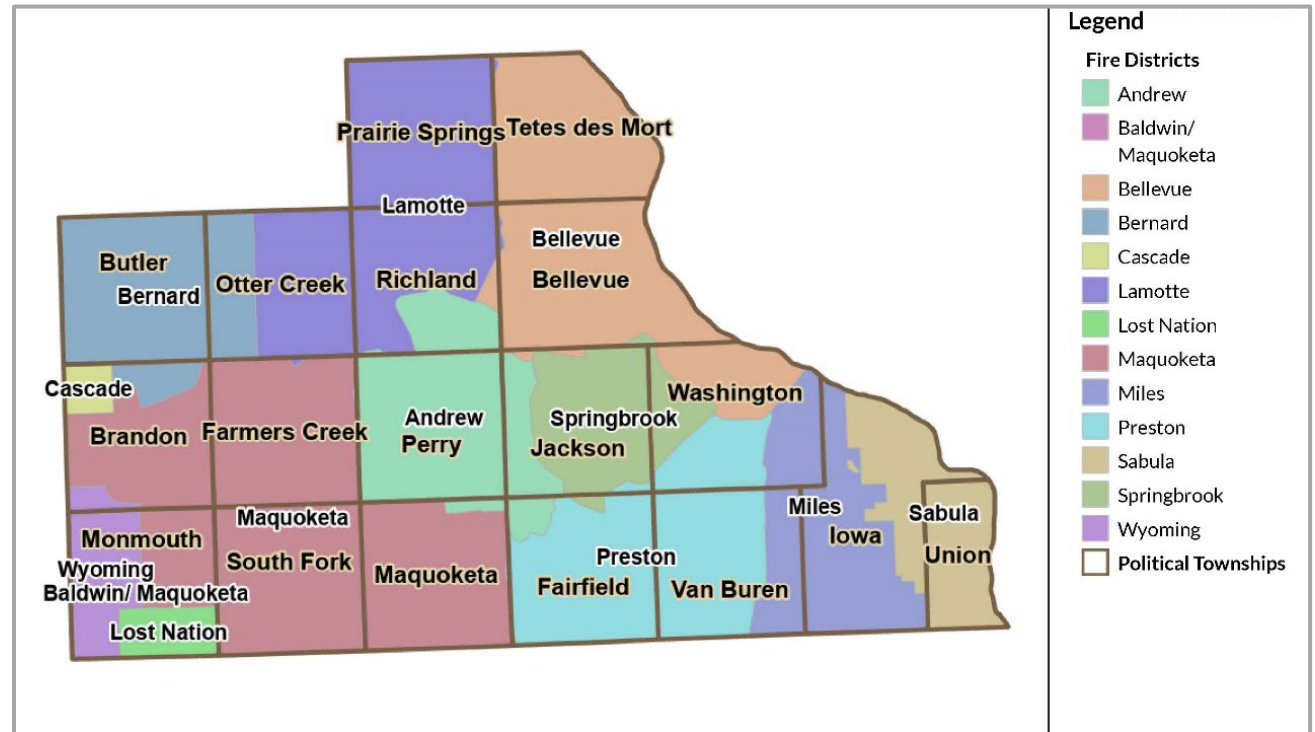 Legend
Fire Districts
Andrew
Baldwin/
Maquoketa
Bellevue
Bernard
Cascade
Lamotte
Lost Nation
Maquoketa
Miles
Preston
Sabula
Springbrook
Wyoming
Political Townships
Prairie Springs
Tetes des Mort
Lamotte
Bellevue
Butler
Bernard
Otter Creek
Richland
Bellevue
Cascade
Washington
Brandon
Farmers Creek
Andrew
Perry
Springbrook
Jackson
Monmouth
Maquoketa
South Fork
Maquoketa
Preston
Fairfield
Van Buren
Miles
Iowa
Sabula
Union
Wyoming
Baldwin/ Maquoketa
Lost Nation